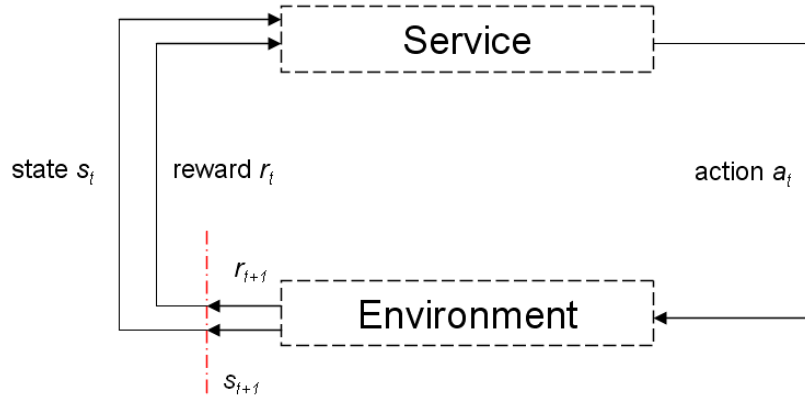 Service
state s_t
reward r_t
action a_t
r_{t+1}
Environment
s_{t+1}